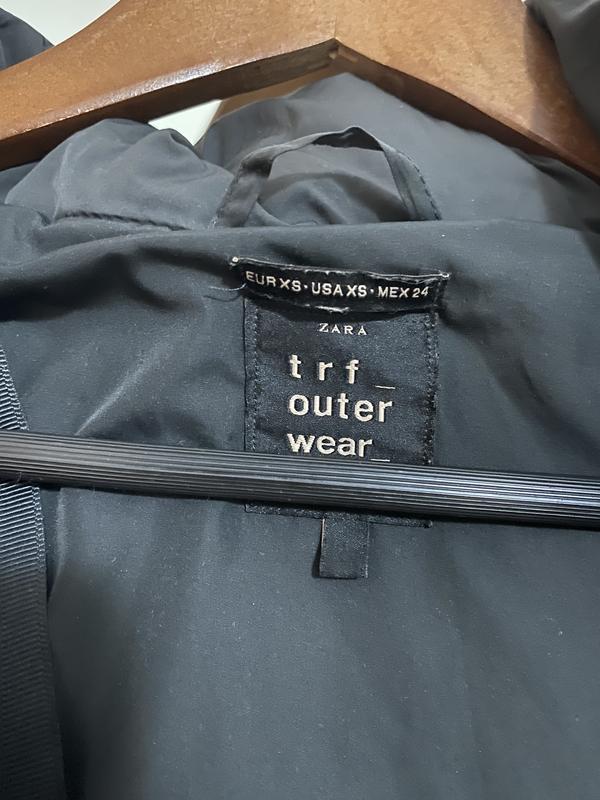 EUR XS · USA XS · MEX 24
ZARA
trf_
outer
wear_